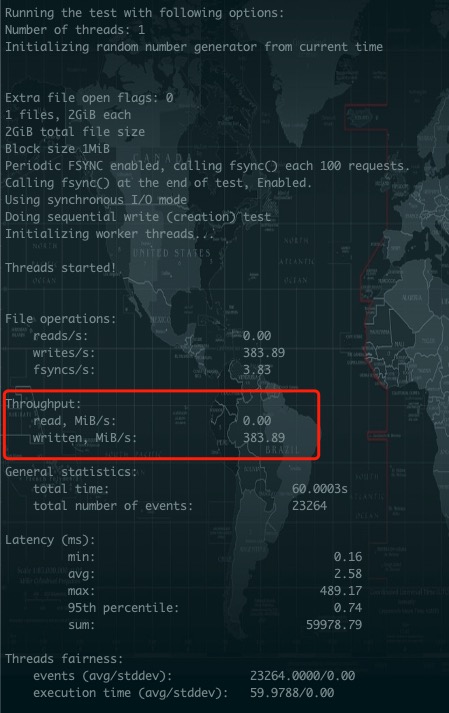 Running the test with following options:
Number of threads: 1
Initializing random number generator from current time
Extra file open flags: 0
1 files, 2GiB each
2GiB total file size
Block size 1MiB
Periodic FSYNC enabled, calling fsync() each 100 requests.
Calling fsync() at the end of test, Enabled.
Using synchronous I/O mode
Doing sequential write (creation) test
Initializing worker threads...
Threads started!
File operations:
reads/s: 0.00
writes/s: 383.89
fsyncs/s: 3.83
Throughput:
read, MiB/s: 0.00
written, MiB/s: 383.89
General statistics:
total time: 60.0003s
total number of events: 23264
Latency (ms):
min: 0.16
avg: 2.58
max: 489.17
95th percentile: 0.74
sum: 59978.79
Threads fairness:
events (avg/stddev): 23264.0000/0.00
execution time (avg/stddev): 59.9788/0.00
CANADA
UNITED STATES
MEXICO
BRAZIL